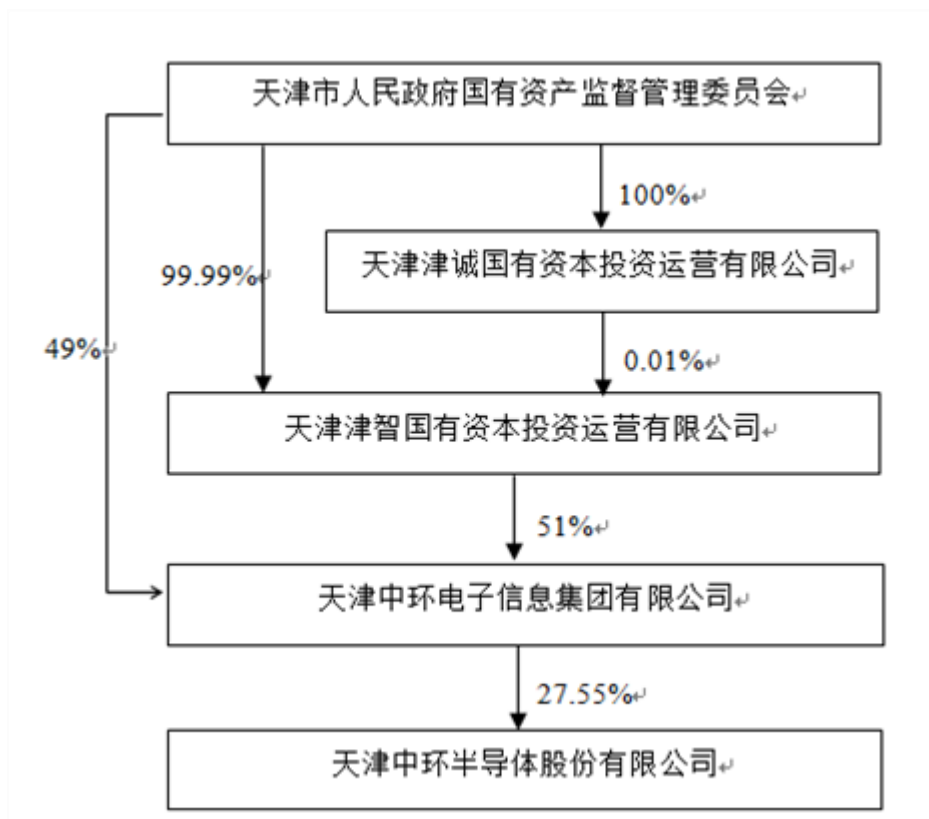 天津市人民政府国有资产监督管理委员会↵
100%↵
天津津诚国有资本投资运营有限公司↵
99.99%↵
49%↵
0.01%↵
天津津智国有资本投资运营有限公司↵
51%↵
天津中环电子信息集团有限公司↵
27.55%↵
天津中环半导体股份有限公司↵